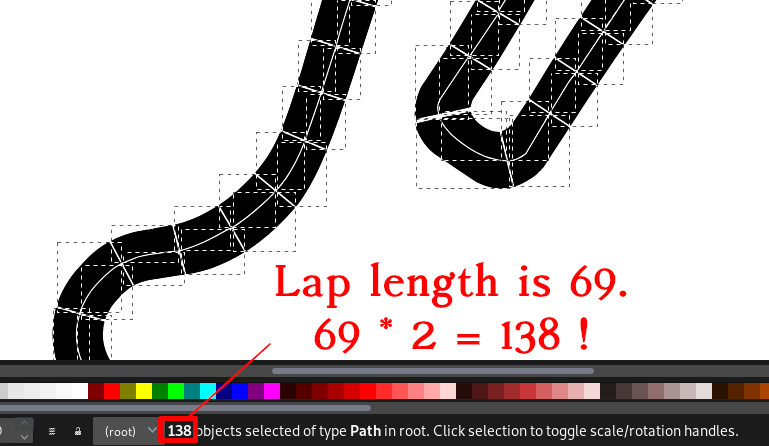 Lap length is 69.
69 * 2 = 138 !
(root) 138 objects selected of type Path in root. Click selection to toggle scale/rotation handles.